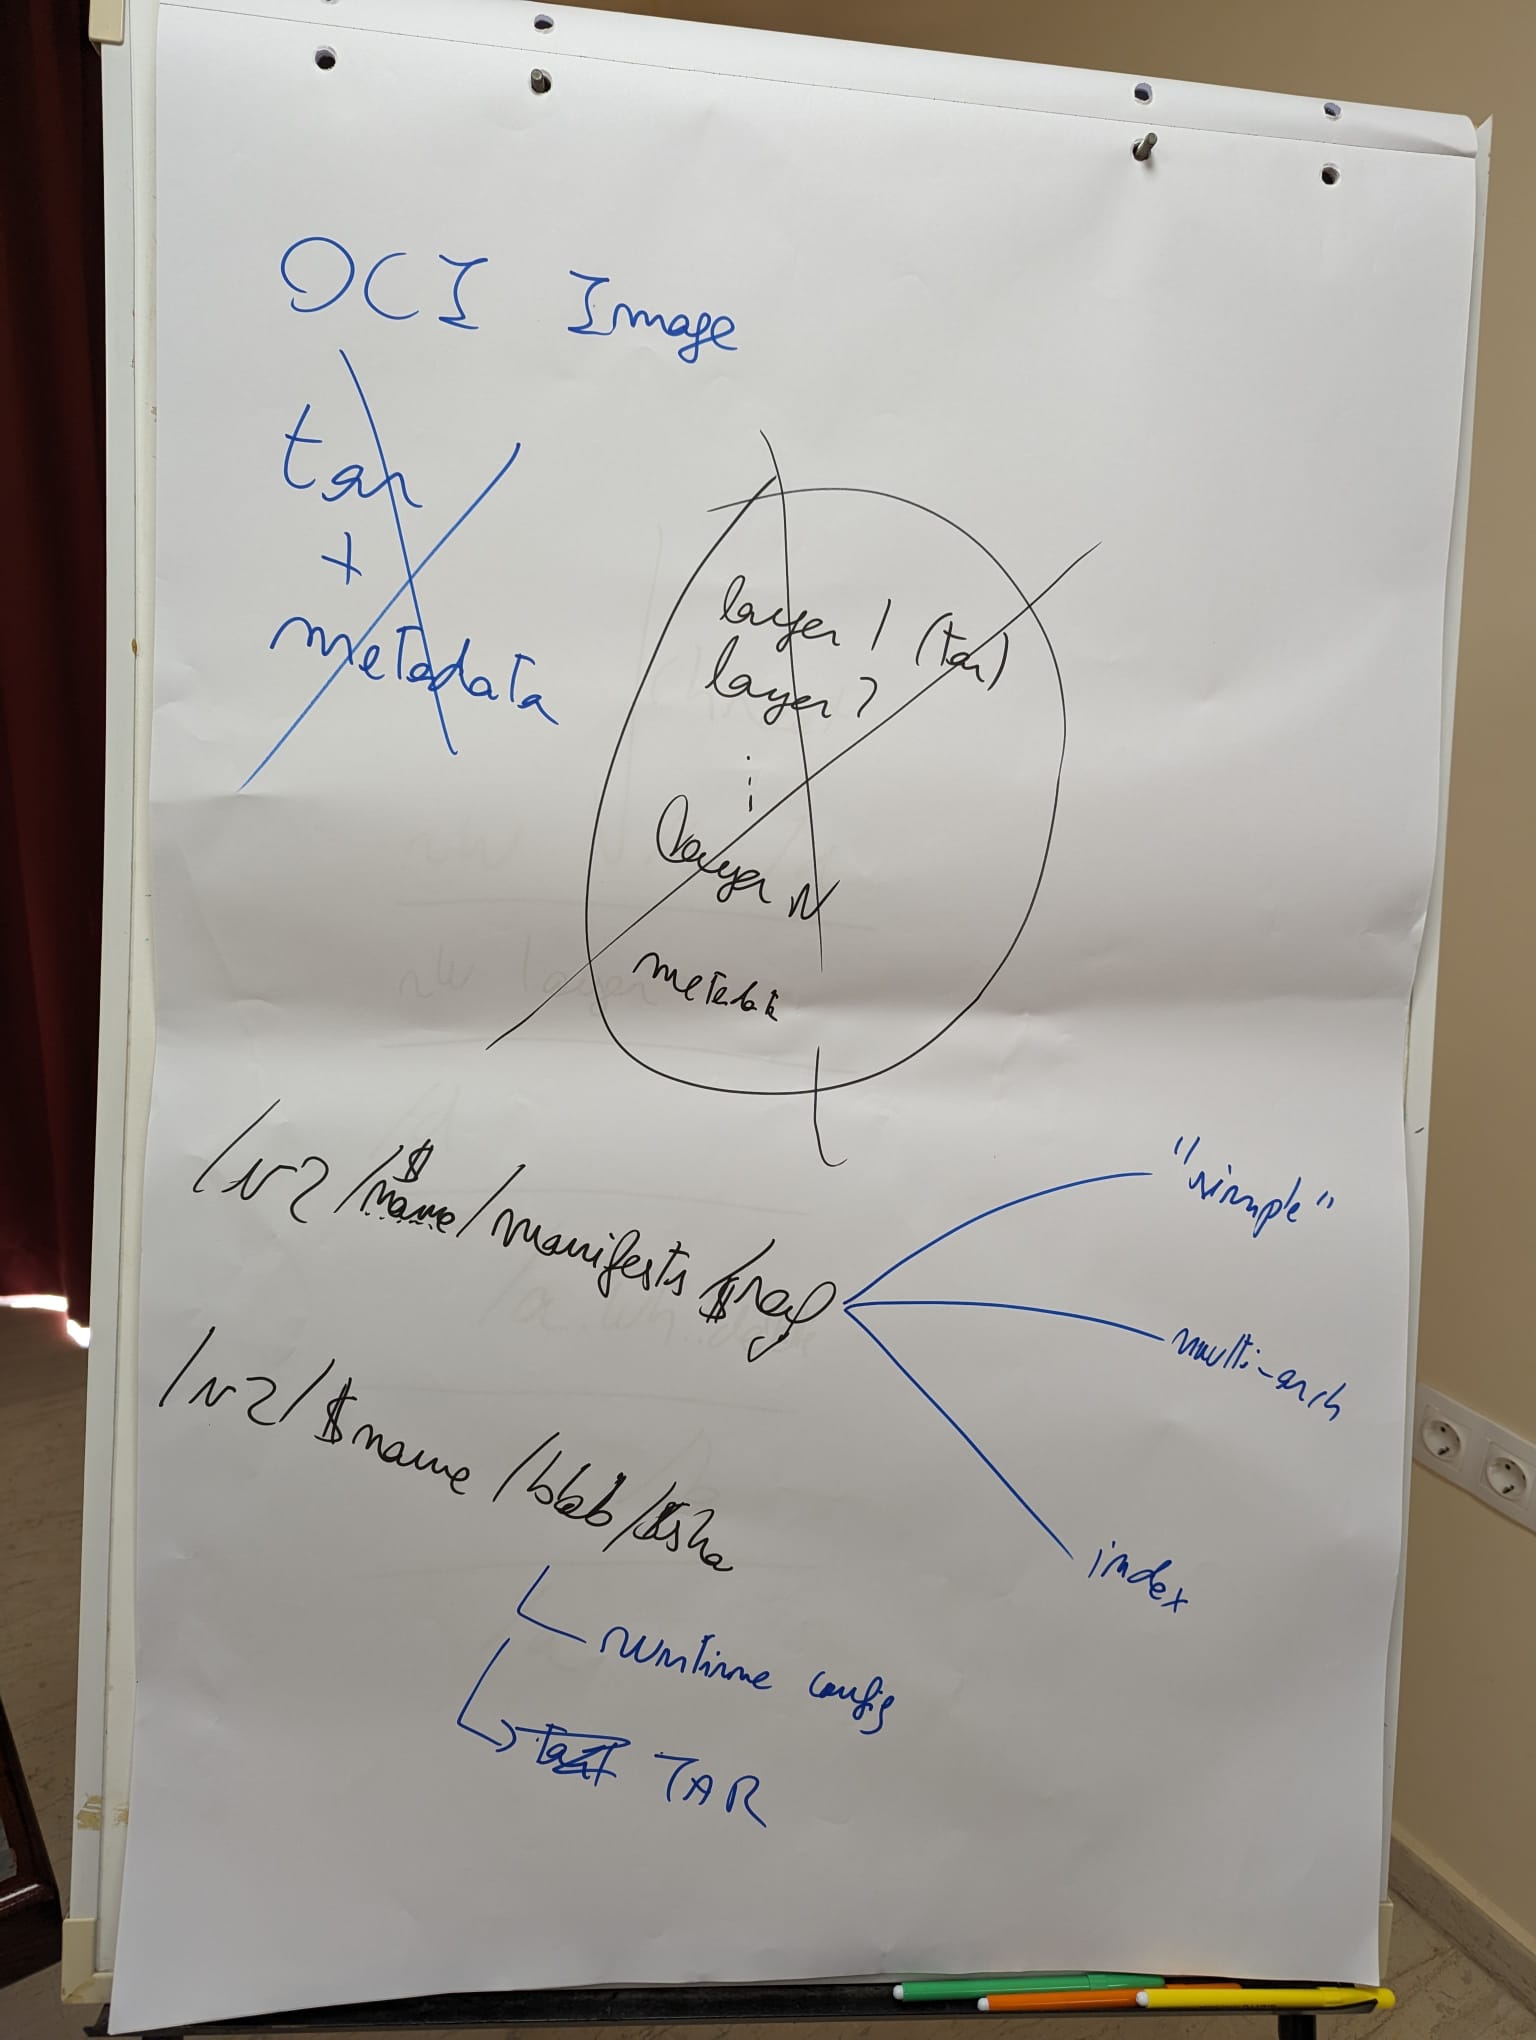 OCI Image
tar
+
metadata
layer 1 (tar)
layer 2
layer N
metadata
/v2/$name/manifests/$ref
"simple"
multi-arch
index
/v2/$name/blob/$sha
runtime config
TAR